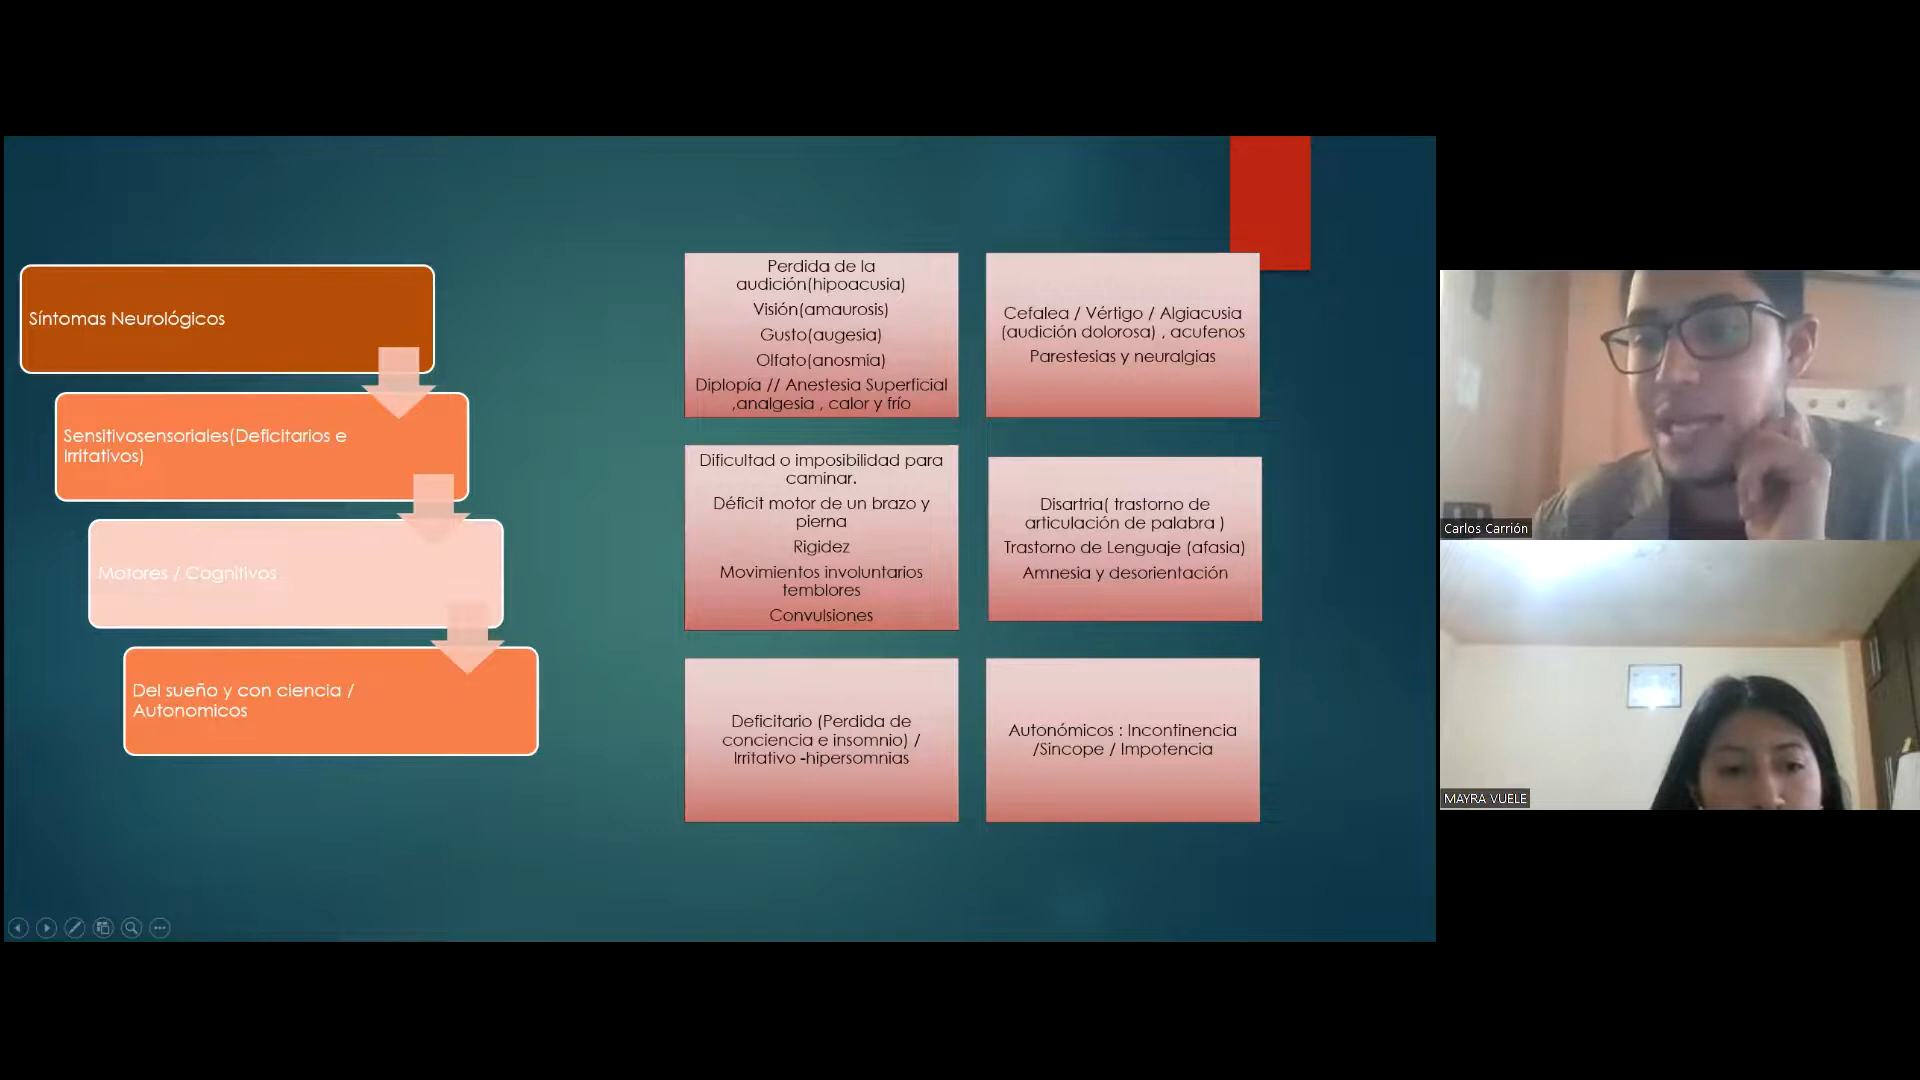 Síntomas Neurológicos
Sensitivosensoriales(Deficitarios e
Irritativos)
Motores / Cognitivos
Del sueño y con ciencia /
Autonomicos
Perdida de la
audición(hipoacusia)
Visión(amaurosis)
Gusto(augesia)
Olfato(anosmia)
Diplopía // Anestesia Superficial
,analgesia , calor y frío
Cefalea / Vértigo / Algiacusia
(audición dolorosa) , acufenos
Parestesias y neuralgias
Dificultad o imposibilidad para
caminar.
Déficit motor de un brazo y
pierna
Rigidez
Movimientos involuntarios
temblores
Convulsiones
Disartria( trastorno de
articulación de palabra )
Trastorno de Lenguaje (afasia)
Amnesia y desorientación
Deficitario (Perdida de
conciencia e insomnio) /
Irritativo -hipersomnias
Autonómicos : Incontinencia
/Sincope / Impotencia
Carlos Carrión
MAYRA VUELE